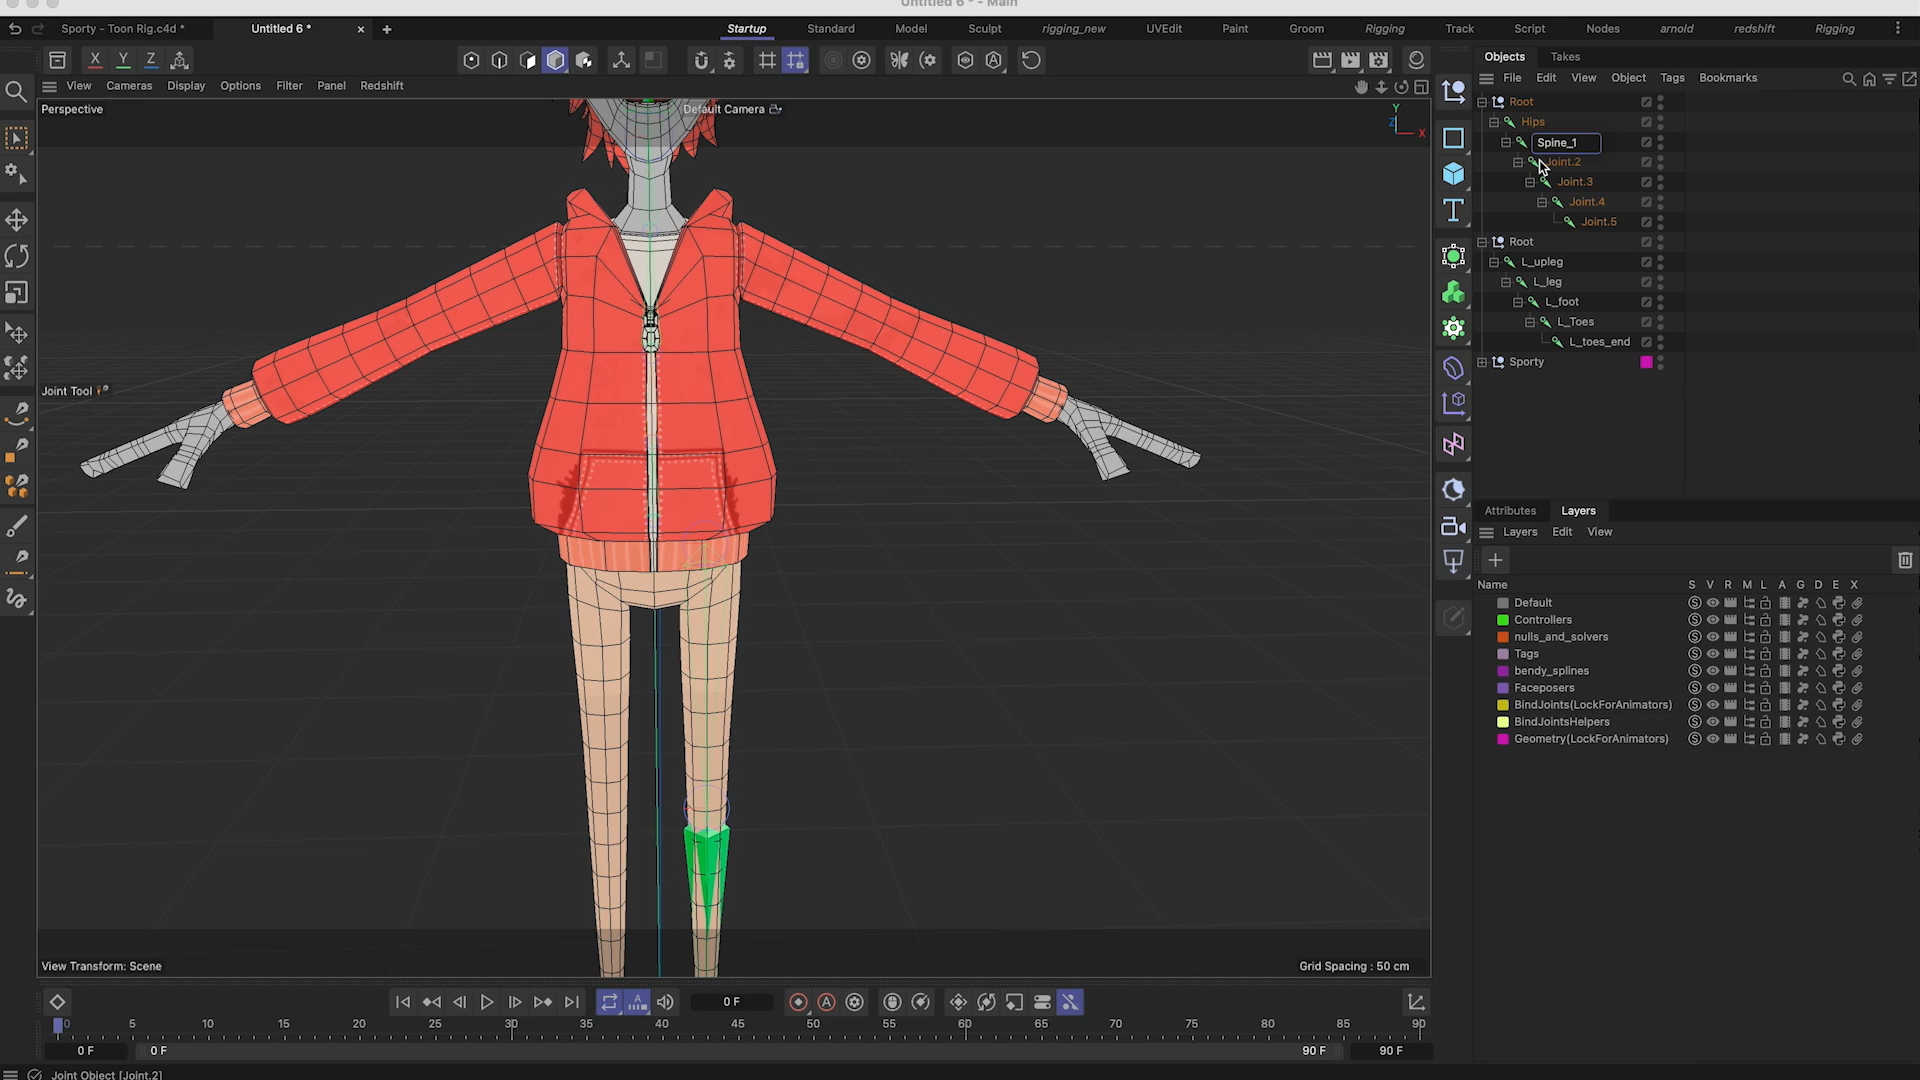 Untitled 6 * - Main
Sporty - Toon Rig.c4d *
Untitled 6 *
Startup
Standard
Model
Sculpt
rigging_new
UVEdit
Paint
Groom
Rigging
Track
Script
Nodes
arnold
redshift
Rigging
X
Y
Z
View
Cameras
Display
Options
Filter
Panel
Redshift
Perspective
Default Camera
Y
Z
X
Joint Tool
View Transform: Scene
Grid Spacing : 50 cm
Objects
Takes
File
Edit
View
Object
Tags
Bookmarks
Root
Hips
Spine_1
Joint.2
Joint.3
Joint.4
Joint.5
Root
L_upleg
L_leg
L_foot
L_Toes
L_toes_end
Sporty
Attributes
Layers
Layers
Edit
View
Name
S V R M L A G D E X
Default
Controllers
nulls_and_solvers
Tags
bendy_splines
Faceposers
BindJoints(LockForAnimators)
BindJointsHelpers
Geometry(LockForAnimators)
0 F
0 5 10 15 20 25 30 35 40 45 50 55 60 65 70 75 80 85 90
0 F
0 F
90 F
90 F
Joint Object [Joint.2]